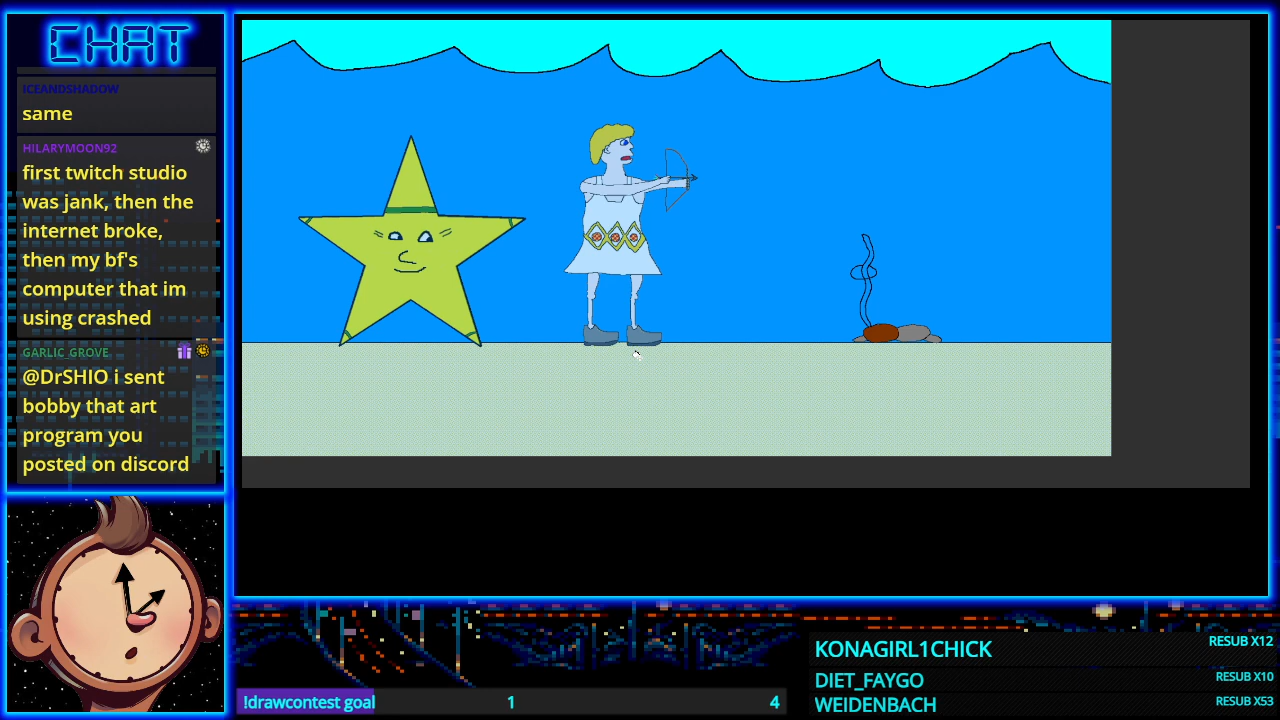 CHAT
ICEANDSHADOW
same
HILARYMOON92
first twitch studio
was jank, then the
internet broke,
then my bf's
computer that im
using crashed
GARLIC_GROVE
@DrSHIO i sent
bobby that art
program you
posted on discord
!drawcontest goal 1 4
KONAGIRL1CHICK RESUB X12
DIET_FAYGO RESUB X10
WEIDENBACH RESUB X53